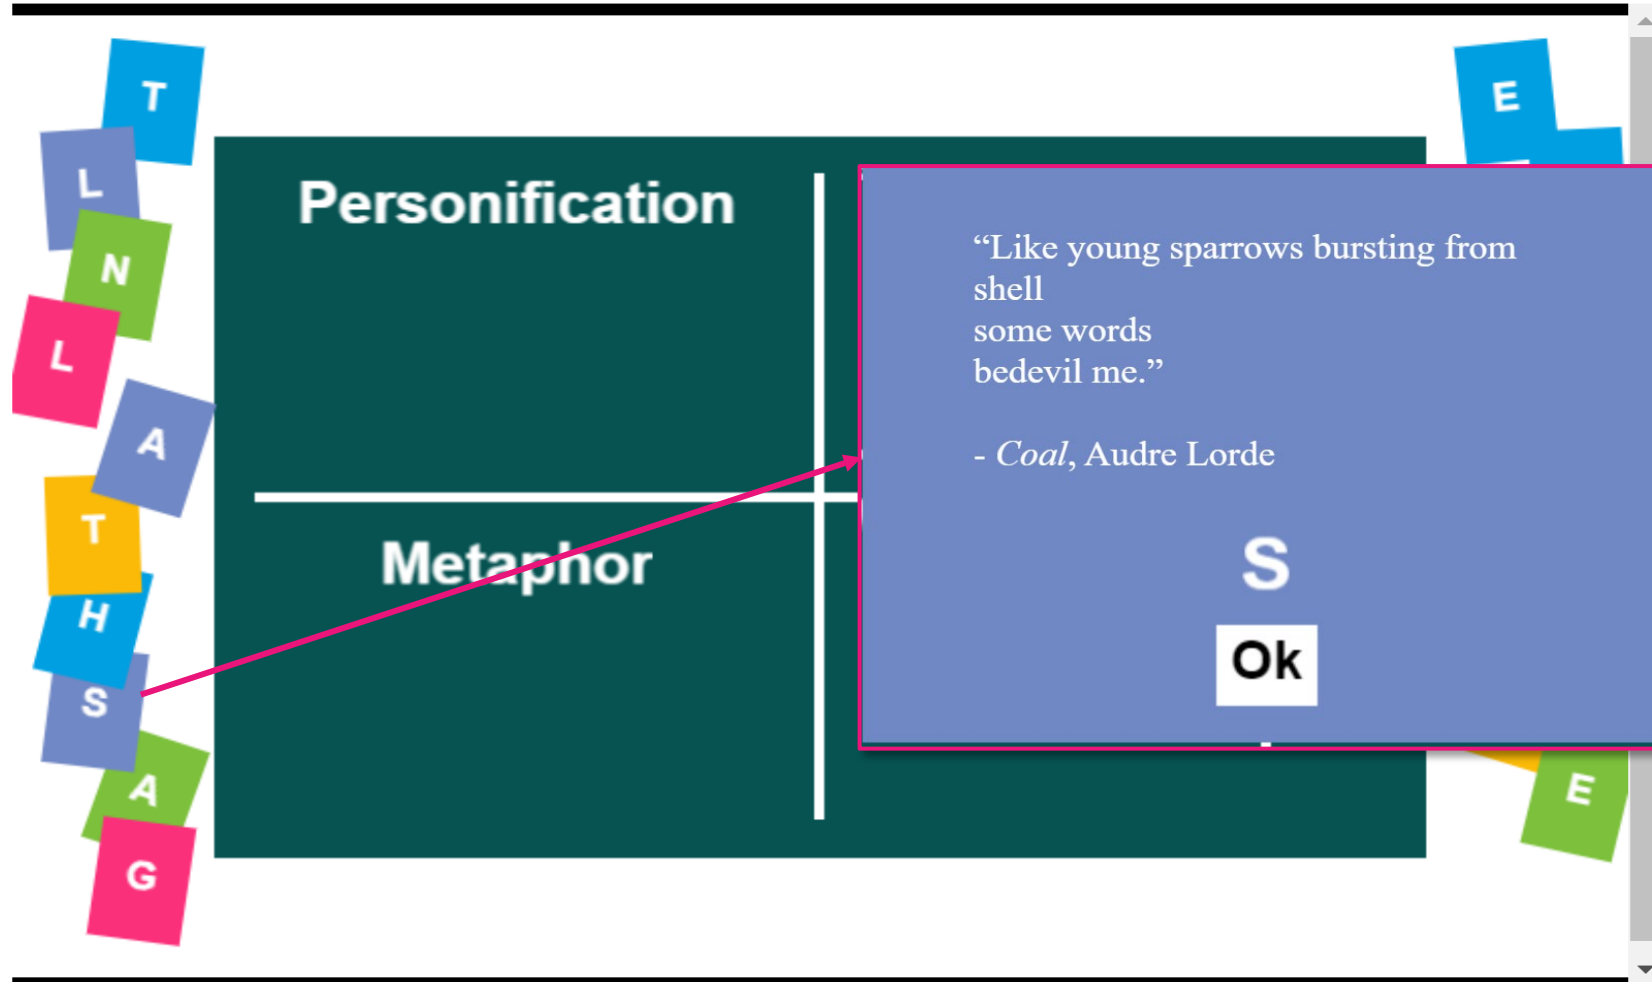 T
L
N
L
A
T
H
S
A
G
Personification
Metaphor
“Like young sparrows bursting from
shell
some words
bedevil me.”
- Coal, Audre Lorde
S
Ok
E
E